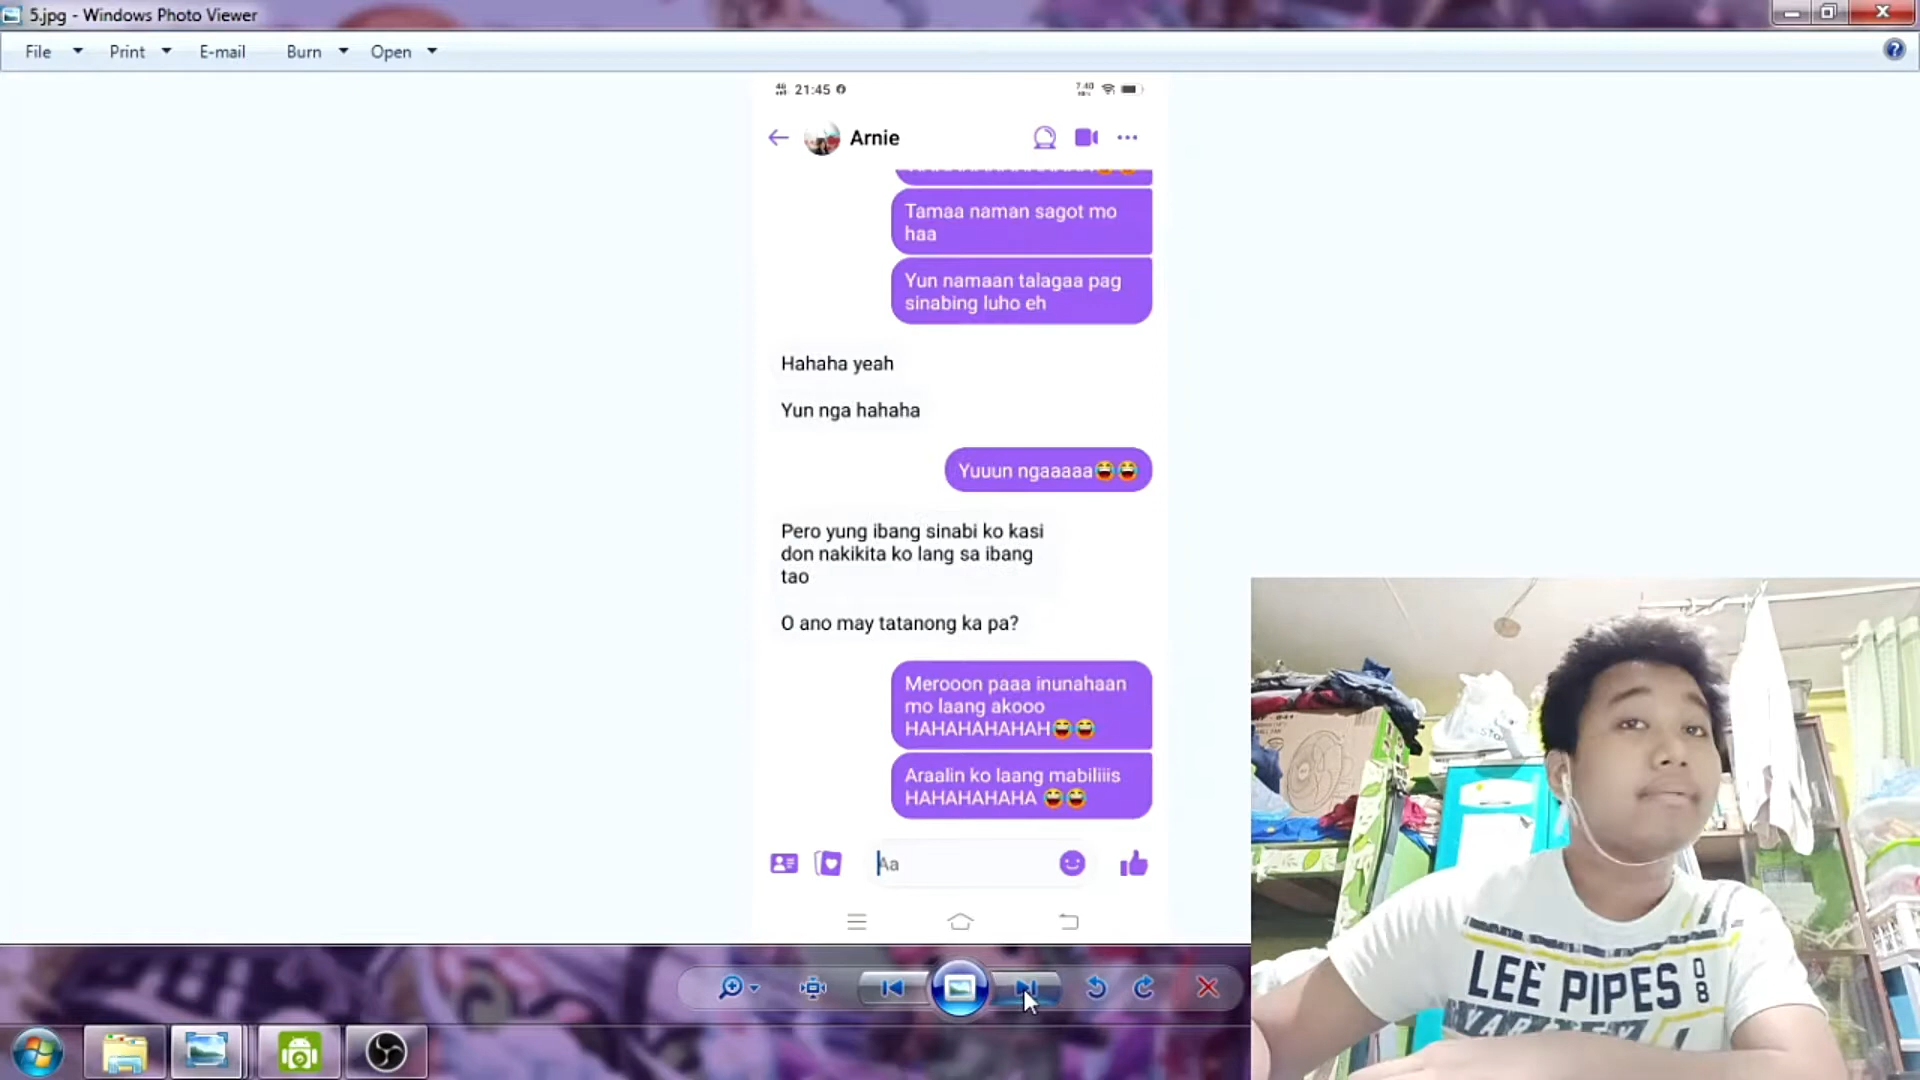 5.jpg - Windows Photo Viewer
File
Print
E-mail
Burn
Open
21:45
7.40
Arnie
Tamaa naman sagot mo
haa
Yun namaan talagaa pag
sinabing luho eh
Hahaha yeah
Yun nga hahaha
Yuuun ngaaaaa😂😂
Pero yung ibang sinabi ko kasi
don nakikita ko lang sa ibang
tao
O ano may tatanong ka pa?
Merooon paaa inunahaan
mo laang akooo
HAHAHAHAHAH😂😂
Araalin ko laang mabiliiis
HAHAHAHAHA 😂😂
Aa
LEE PIPES
08